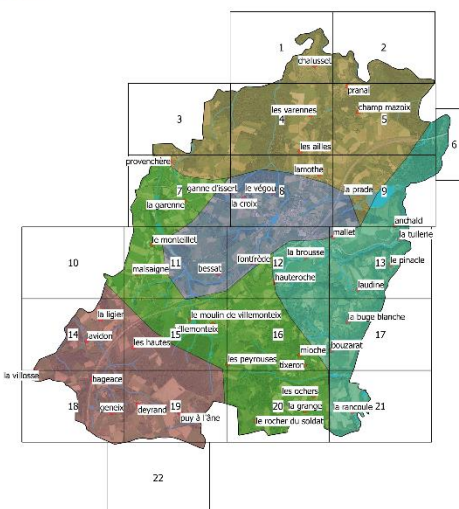 1
2
chalusset
pranal
les varennes
champ mazoix
3
4
5
6
les ailles
provenchère
lamothe
7
ganne d'issert
le végou
8
la prade
9
la garenne
la croix
anchald
mallet
la tuilerie
le monteillet
la brousse
10
malsaigne
11
bessat
fontfrède
12
13
le pinacle
hauteroche
laudine
la ligier
le moulin de villemonteix
la buge blanche
14
lavidon
villemonteix
15
16
17
les hautes
mioche
bouzarat
les peyrouses
tixeron
la villosse
bageace
les ochers
18
geneix
deyrand
19
20
la grange
la rancoule
21
puy à l'âne
le rocher du soldat
22